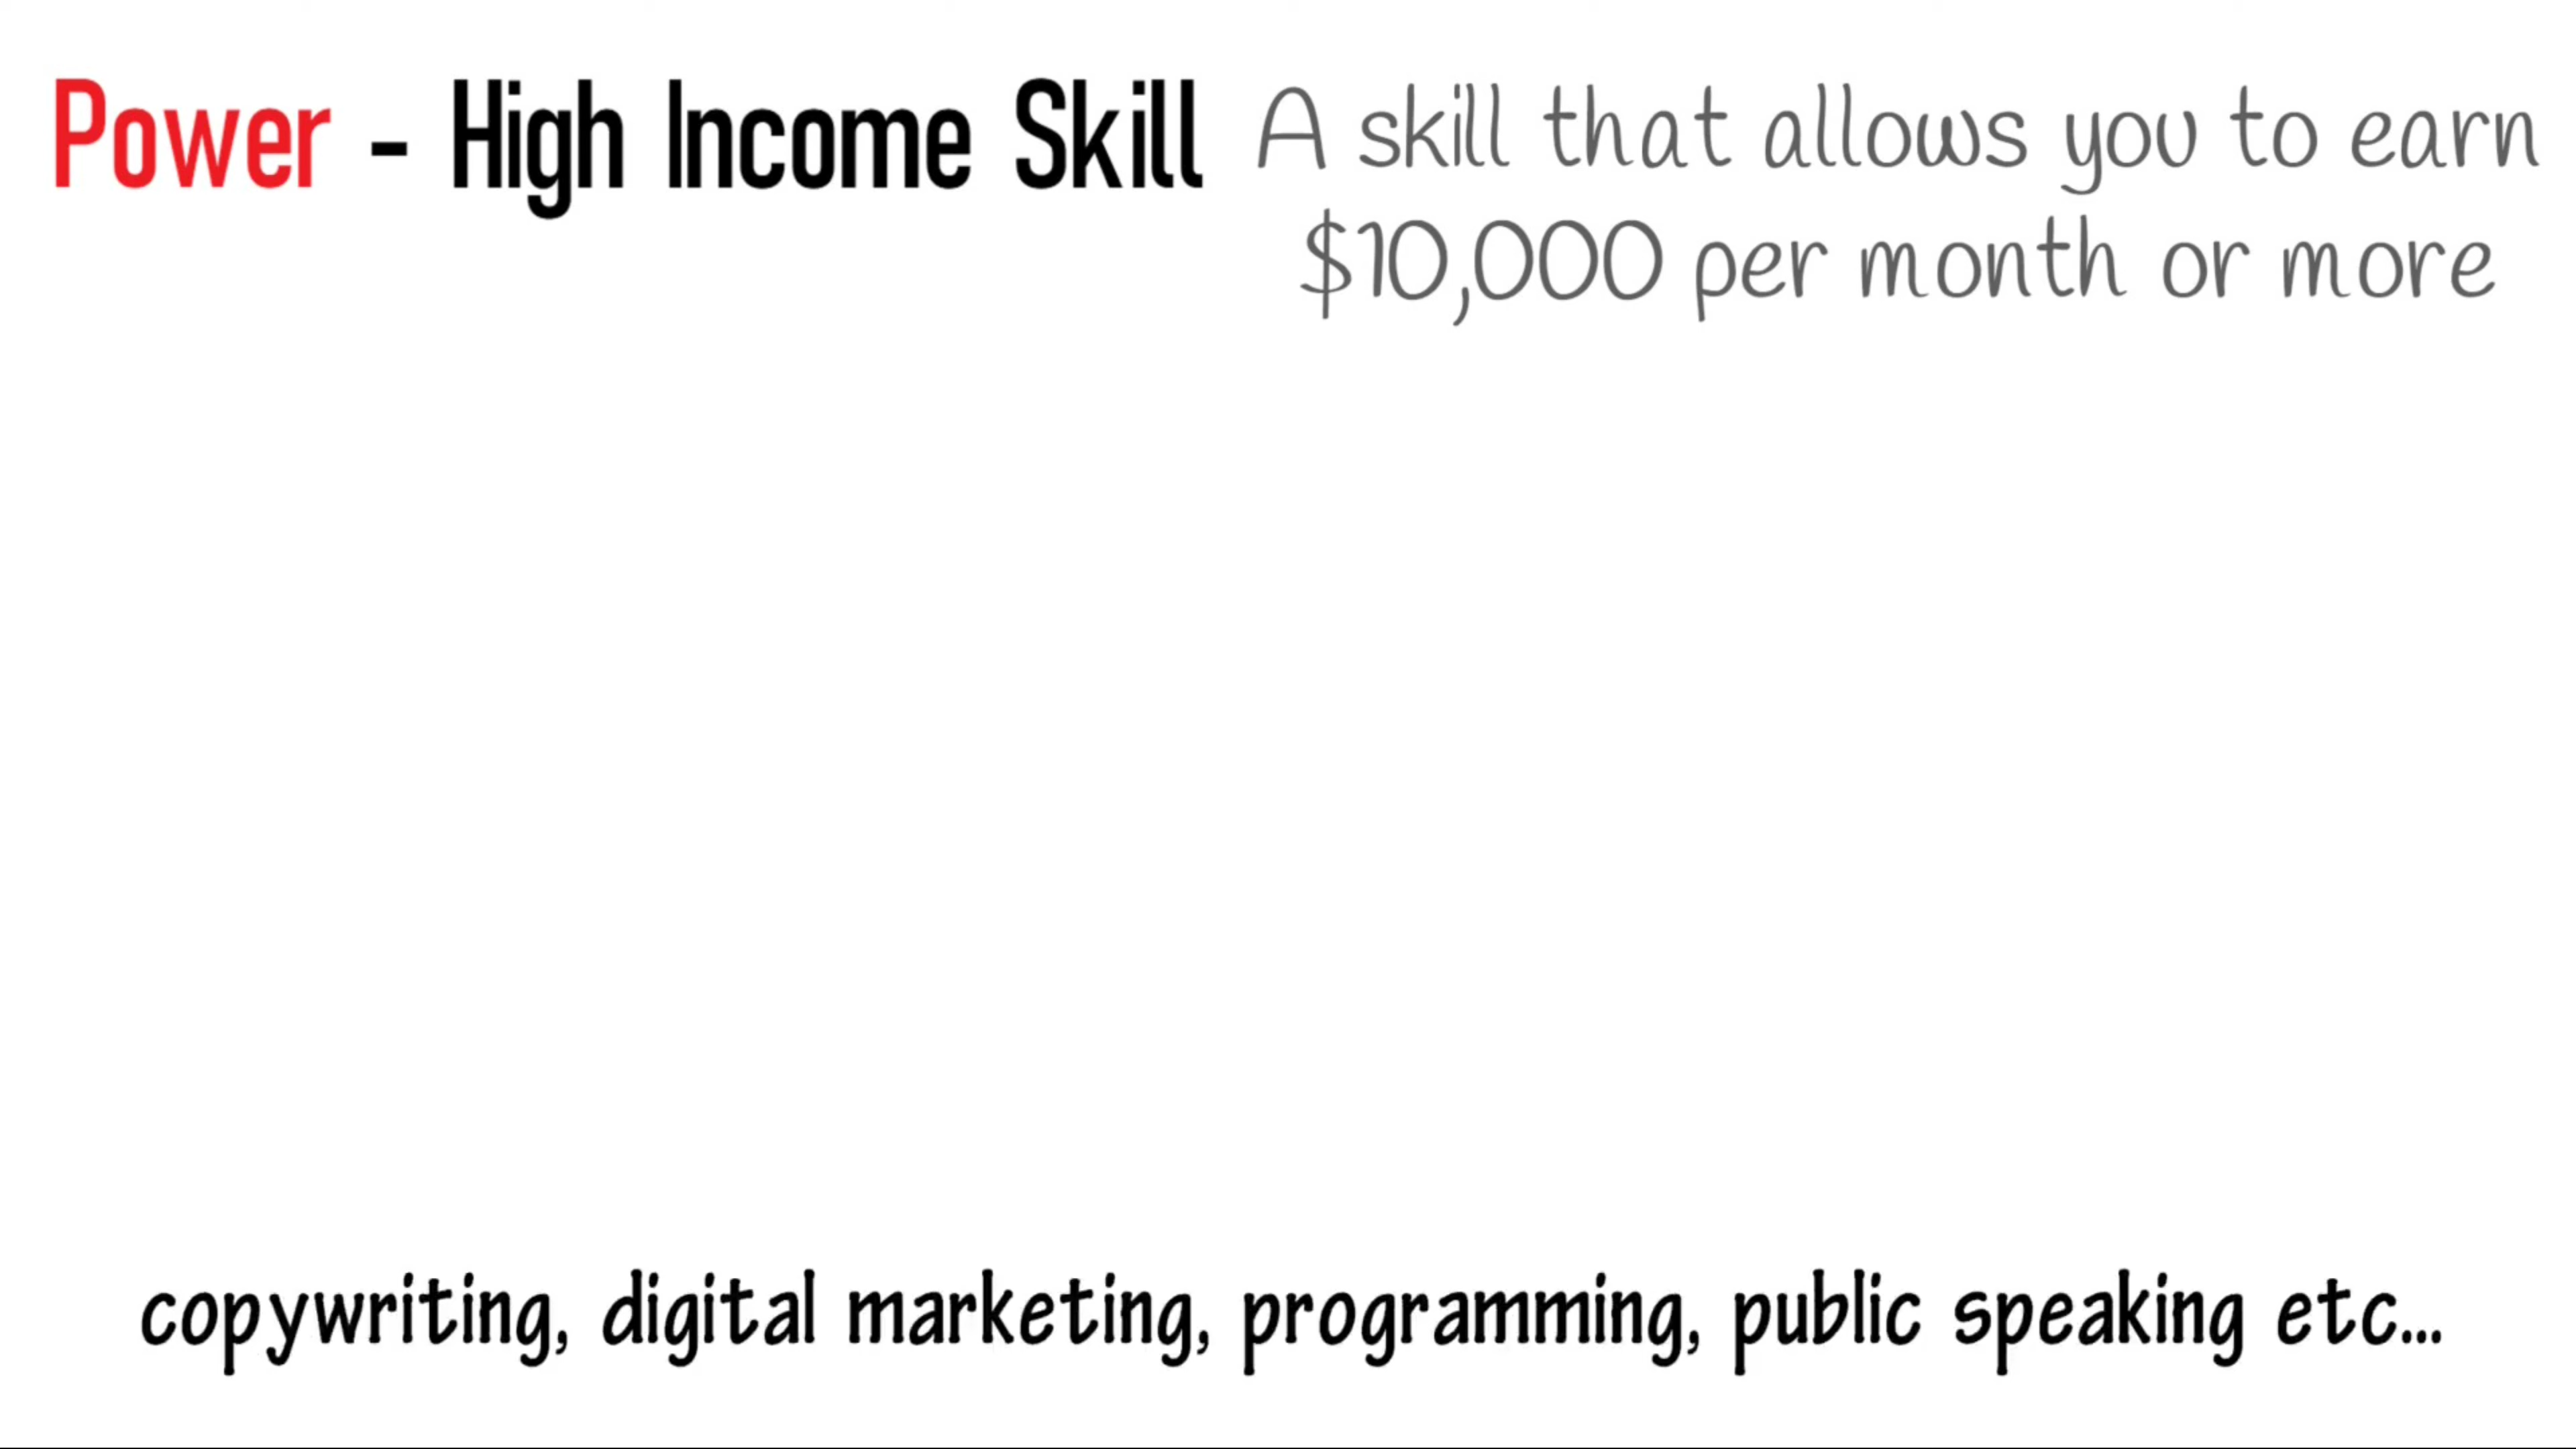 Power - High Income Skill A skill that allows you to earn
$10,000 per month or more
copywriting, digital marketing, programming, public speaking etc...